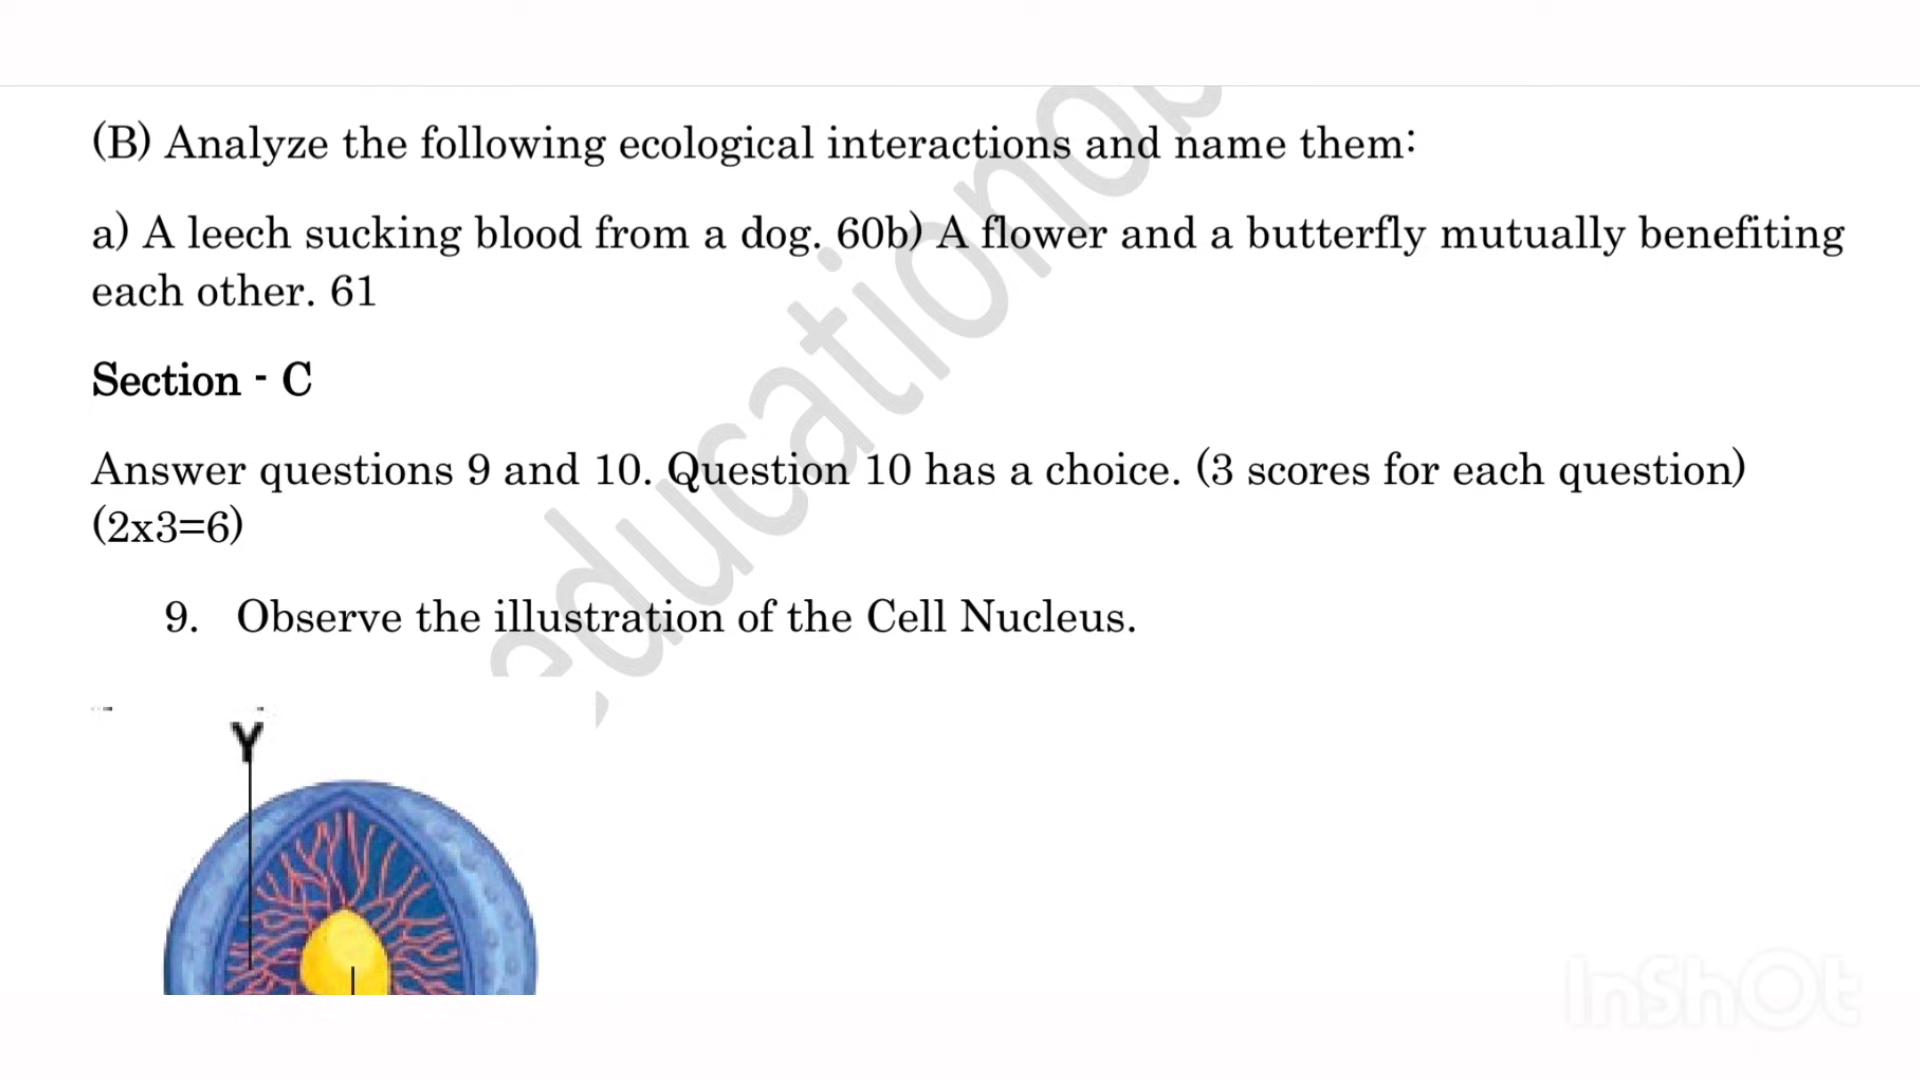 (B) Analyze the following ecological interactions and name them:
a) A leech sucking blood from a dog. 60b) A flower and a butterfly mutually benefiting
each other. 61
Section - C
Answer questions 9 and 10. Question 10 has a choice. (3 scores for each question)
(2x3=6)
9. Observe the illustration of the Cell Nucleus.
Y
InShOt